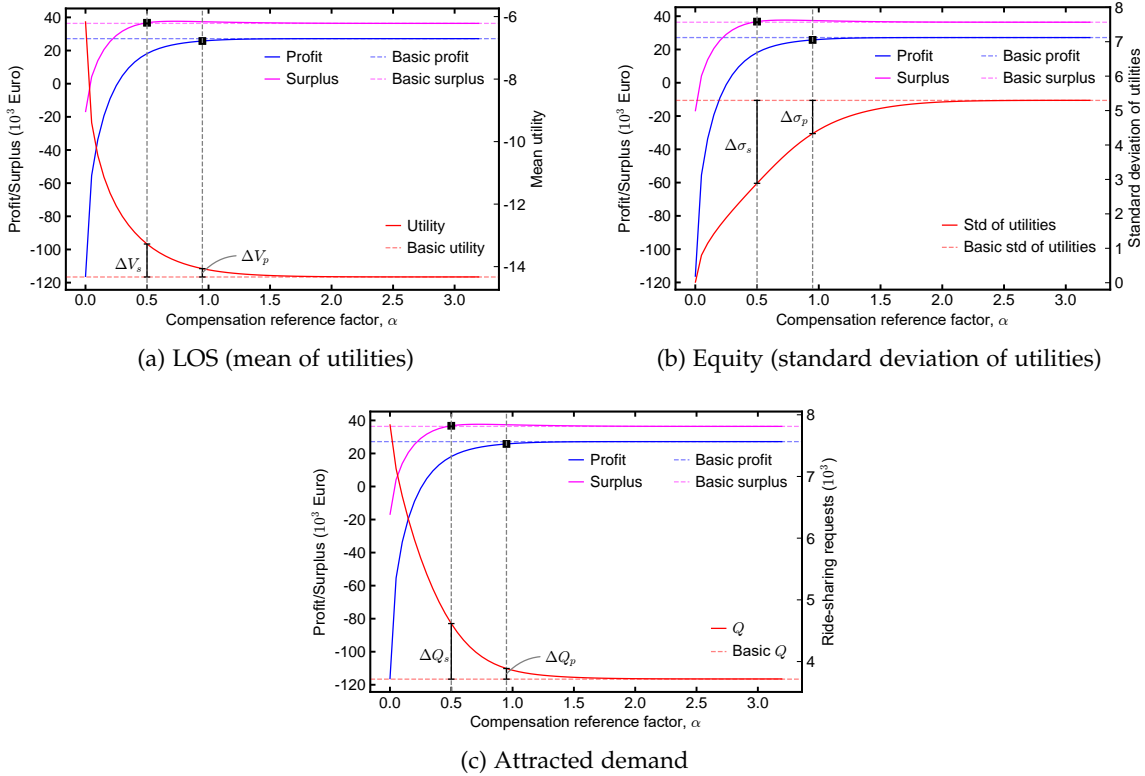 40
20
0
-20
-40
-60
-80
-100
-120
Profit/Surplus (10³ Euro)
Profit
Surplus
Basic profit
Basic surplus
Utility
Basic utility
ΔVₛ
ΔVₚ
-6
-8
-10
-12
-14
Mean utility
0.0 0.5 1.0 1.5 2.0 2.5 3.0
Compensation reference factor, α
(a) LOS (mean of utilities)
40
20
0
-20
-40
-60
-80
-100
-120
Profit/Surplus (10³ Euro)
Profit
Surplus
Basic profit
Basic surplus
Δσₛ
Δσₚ
Std of utilities
Basic std of utilities
7
6
5
4
3
2
1
0
Standard deviation of utilities
0.0 0.5 1.0 1.5 2.0 2.5 3.0
Compensation reference factor, α
(b) Equity (standard deviation of utilities)
40
20
0
-20
-40
-60
-80
-100
-120
Profit/Surplus (10³ Euro)
Profit
Surplus
Basic profit
Basic surplus
Q
Basic Q
ΔQₛ
ΔQₚ
8
7
6
5
4
Ride-sharing requests (10³)
0.0 0.5 1.0 1.5 2.0 2.5 3.0
Compensation reference factor, α
(c) Attracted demand